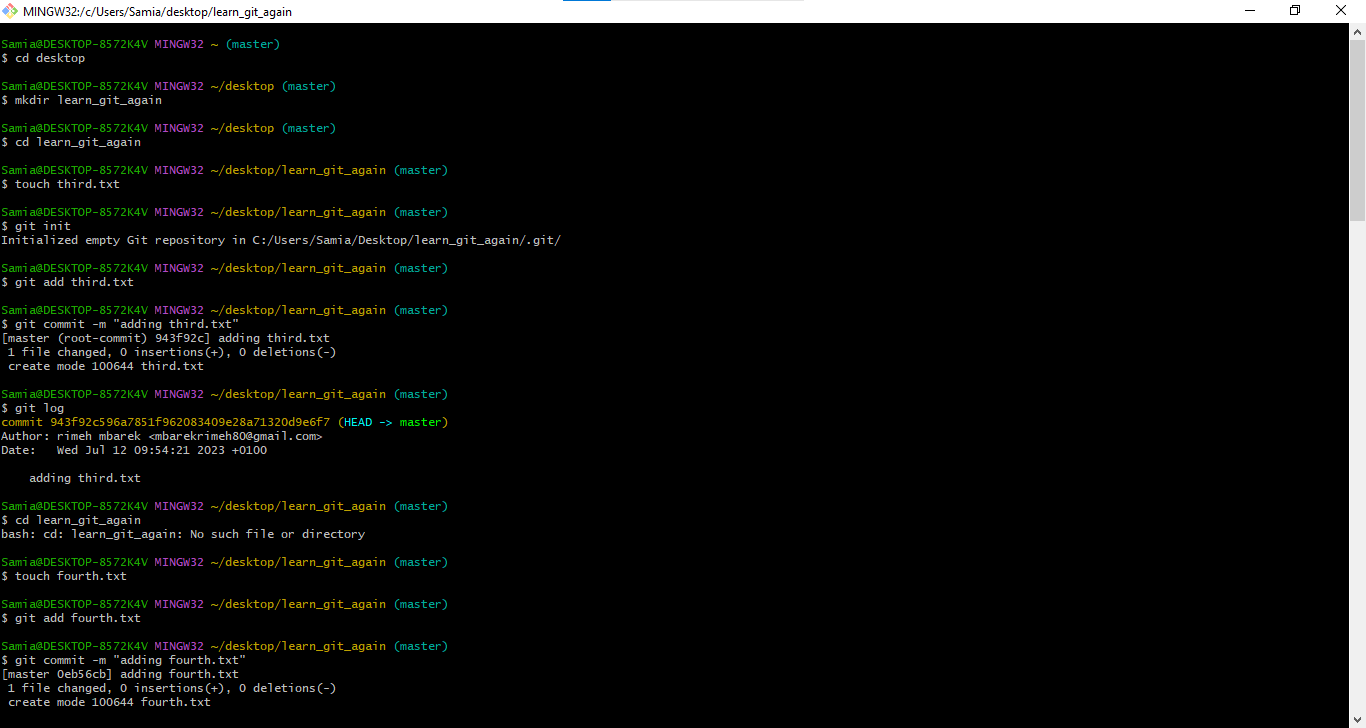 MINGW32:/c/Users/Samia/desktop/learn_git_again
Samia@DESKTOP-8572K4V MINGW32 ~ (master)
$ cd desktop
Samia@DESKTOP-8572K4V MINGW32 ~/desktop (master)
$ mkdir learn_git_again
Samia@DESKTOP-8572K4V MINGW32 ~/desktop (master)
$ cd learn_git_again
Samia@DESKTOP-8572K4V MINGW32 ~/desktop/learn_git_again (master)
$ touch third.txt
Samia@DESKTOP-8572K4V MINGW32 ~/desktop/learn_git_again (master)
$ git init
Initialized empty Git repository in C:/Users/Samia/Desktop/learn_git_again/.git/
Samia@DESKTOP-8572K4V MINGW32 ~/desktop/learn_git_again (master)
$ git add third.txt
Samia@DESKTOP-8572K4V MINGW32 ~/desktop/learn_git_again (master)
$ git commit -m "adding third.txt"
[master (root-commit) 943f92c] adding third.txt
 1 file changed, 0 insertions(+), 0 deletions(-)
 create mode 100644 third.txt
Samia@DESKTOP-8572K4V MINGW32 ~/desktop/learn_git_again (master)
$ git log
commit 943f92c596a7851f962083409e28a71320d9e6f7 (HEAD -> master)
Author: rimeh mbarek <mbarekrimeh80@gmail.com>
Date:   Wed Jul 12 09:54:21 2023 +0100
    adding third.txt
Samia@DESKTOP-8572K4V MINGW32 ~/desktop/learn_git_again (master)
$ cd learn_git_again
bash: cd: learn_git_again: No such file or directory
Samia@DESKTOP-8572K4V MINGW32 ~/desktop/learn_git_again (master)
$ touch fourth.txt
Samia@DESKTOP-8572K4V MINGW32 ~/desktop/learn_git_again (master)
$ git add fourth.txt
Samia@DESKTOP-8572K4V MINGW32 ~/desktop/learn_git_again (master)
$ git commit -m "adding fourth.txt"
[master 0eb56cb] adding fourth.txt
 1 file changed, 0 insertions(+), 0 deletions(-)
 create mode 100644 fourth.txt